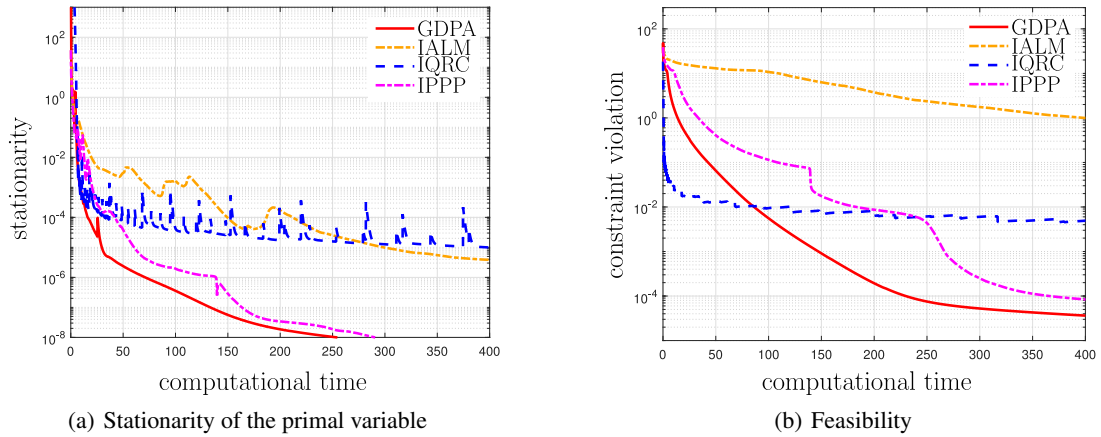 GDPA
IALM
IQRC
IPPP
stationarity
10^2
10^0
10^-2
10^-4
10^-6
10^-8
0 50 100 150 200 250 300 350 400
computational time
(a) Stationarity of the primal variable
GDPA
IALM
IQRC
IPPP
constraint violation
10^2
10^0
10^-2
10^-4
0 50 100 150 200 250 300 350 400
computational time
(b) Feasibility